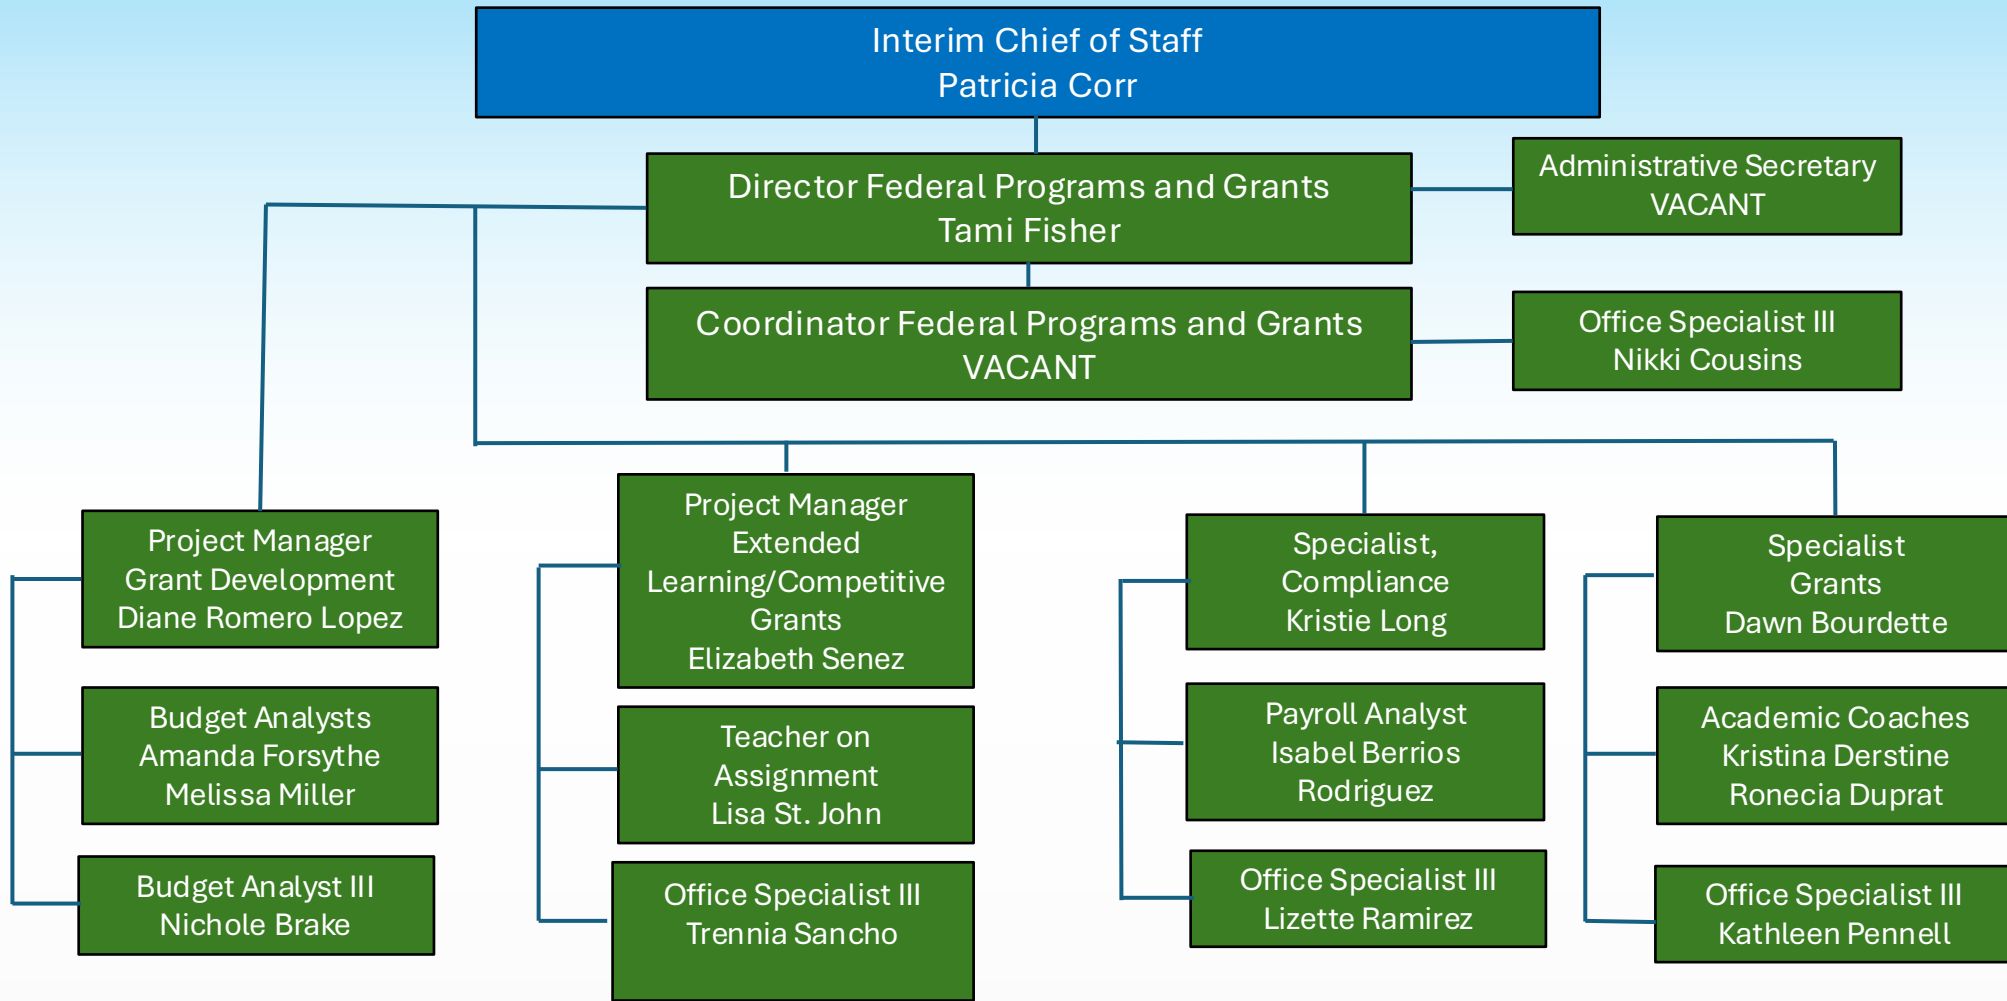 Interim Chief of Staff
Patricia Corr
Director Federal Programs and Grants
Tami Fisher
Administrative Secretary
VACANT
Coordinator Federal Programs and Grants
VACANT
Office Specialist III
Nikki Cousins
Project Manager
Grant Development
Diane Romero Lopez
Budget Analysts
Amanda Forsythe
Melissa Miller
Budget Analyst III
Nichole Brake
Project Manager
Extended
Learning/Competitive
Grants
Elizabeth Senez
Teacher on
Assignment
Lisa St. John
Office Specialist III
Trennia Sancho
Specialist,
Compliance
Kristie Long
Payroll Analyst
Isabel Berrios
Rodriguez
Office Specialist III
Lizette Ramirez
Specialist
Grants
Dawn Bourdette
Academic Coaches
Kristina Derstine
Ronecia Duprat
Office Specialist III
Kathleen Pennell